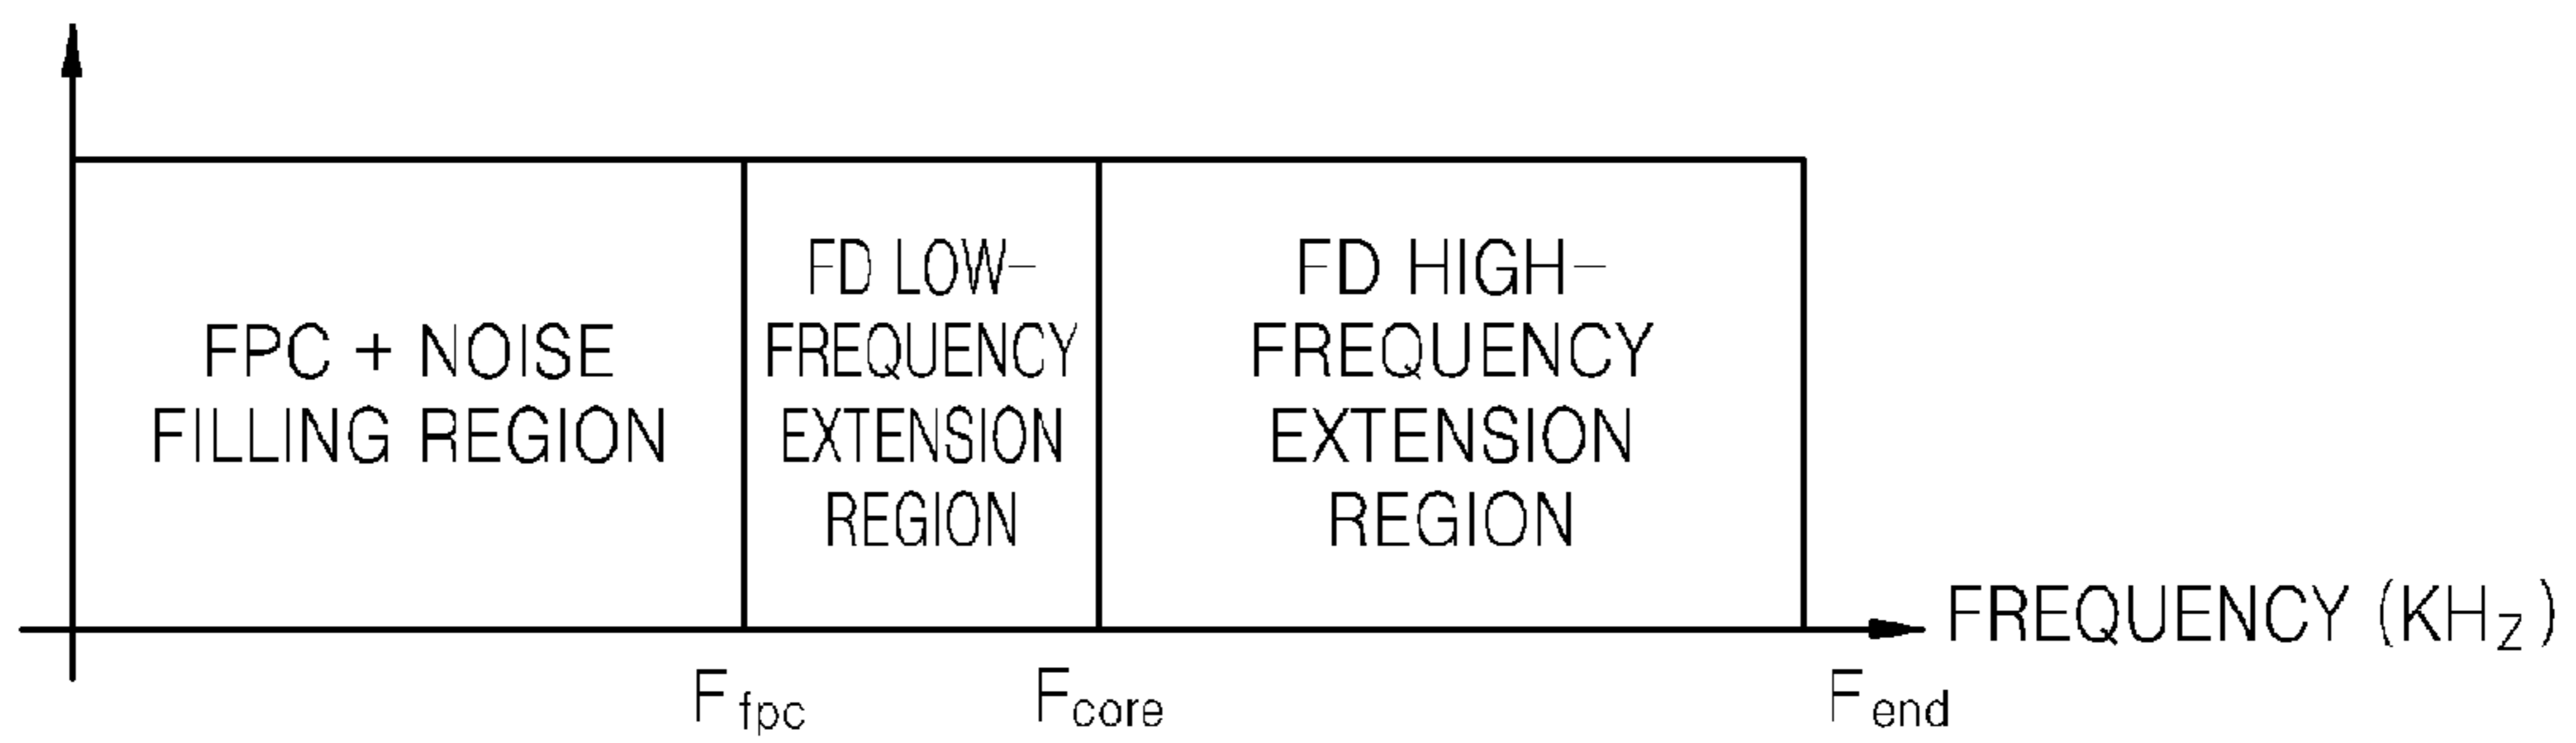 FPC + NOISE
FILLING REGION
FD LOW-
FREQUENCY
EXTENSION
REGION
FD HIGH-
FREQUENCY
EXTENSION
REGION
FREQUENCY (KHz)
Ffpc
Fcore
Fend